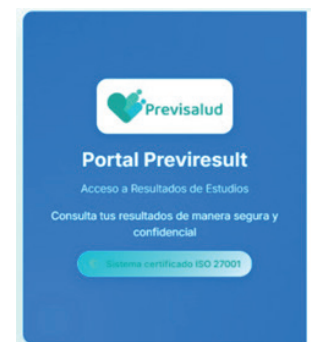 Previsalud
Portal Previresult
Acceso a Resultados de Estudios
Consulta tus resultados de manera segura y
confidencial
Sistema certificado ISO 27001